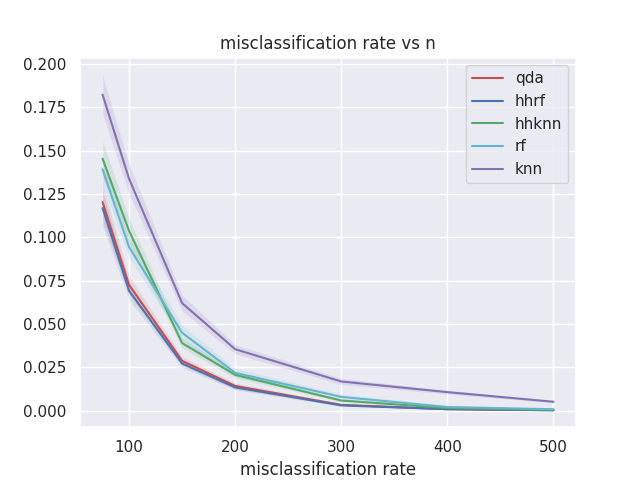 misclassification rate vs n
0.200
0.175
0.150
0.125
0.100
0.075
0.050
0.025
0.000
qda
hhrf
hhknn
rf
knn
100 200 300 400 500
misclassification rate